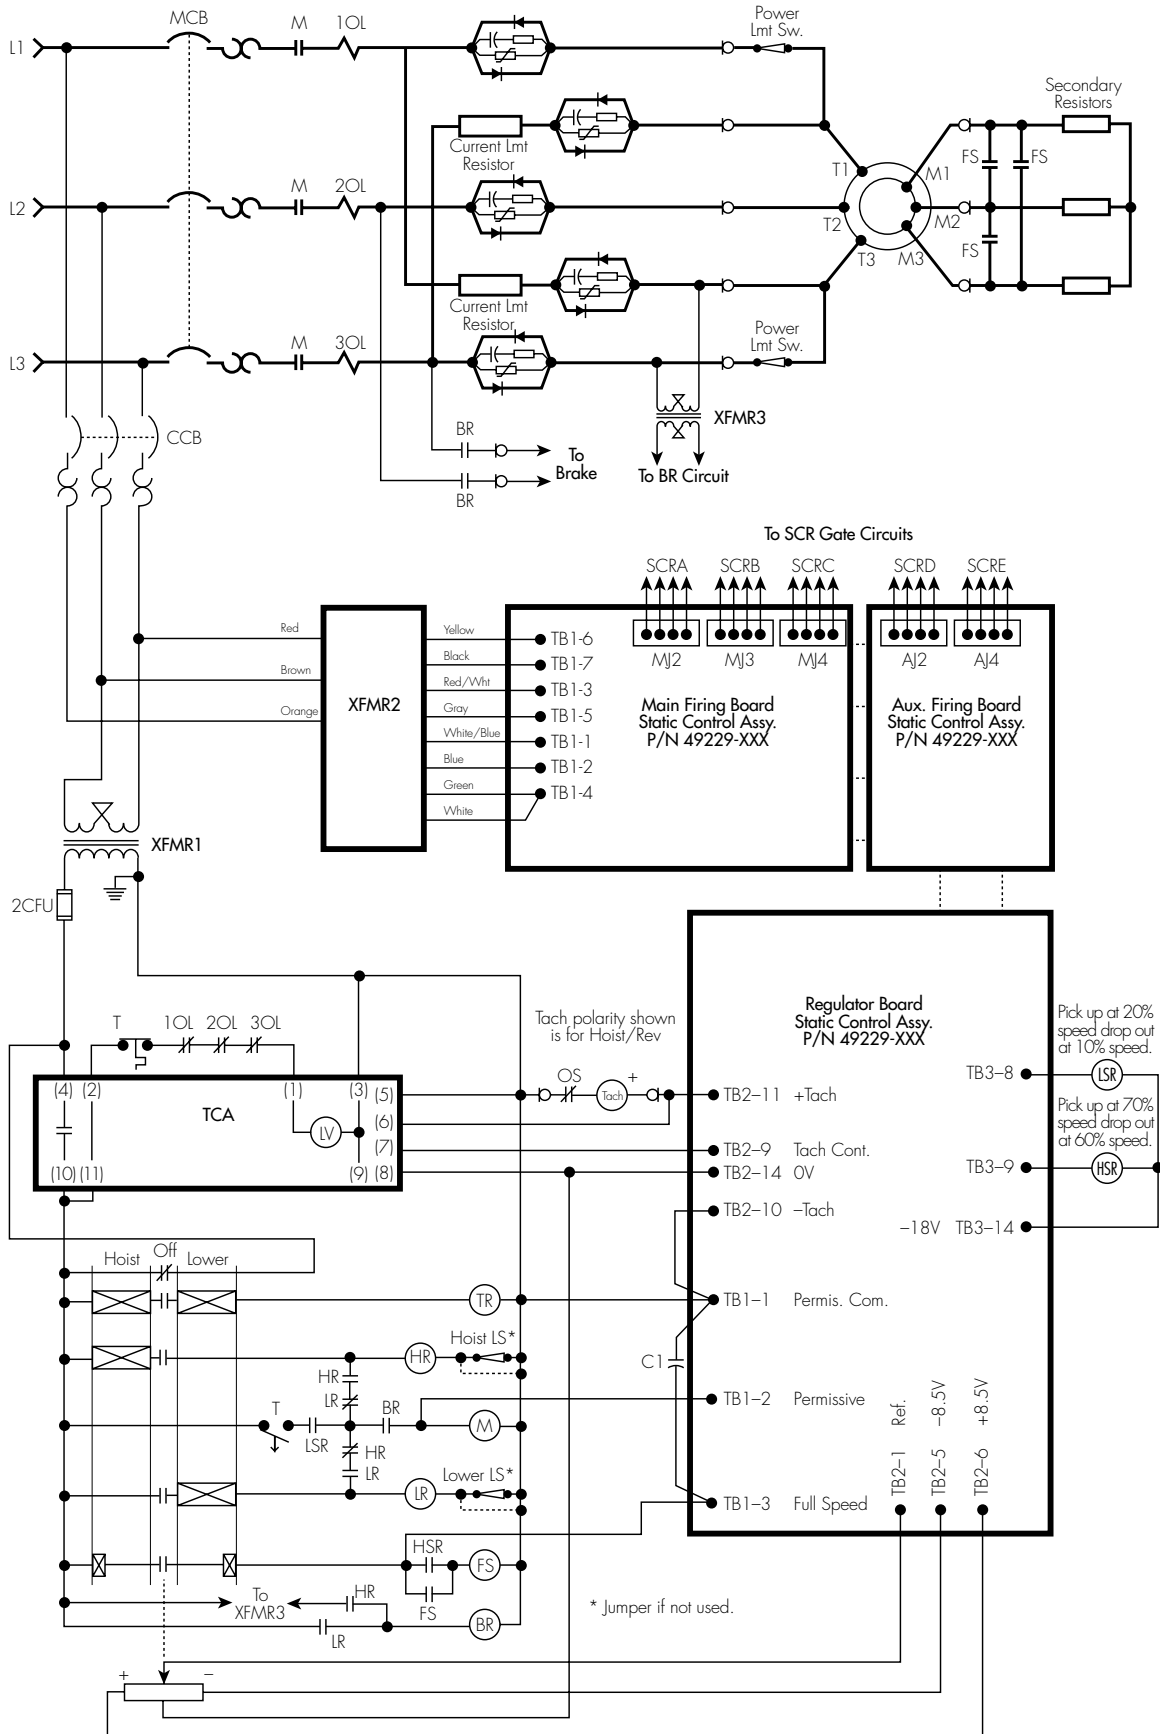 MCB
M
1OL
Power
Lmt Sw.
L1
Current Lmt
Resistor
Secondary
Resistors
FS
FS
T1
M1
M
2OL
L2
T2
M2
FS
T3
M3
Current Lmt
Resistor
M
3OL
Power
Lmt Sw.
L3
XFMR3
CCB
BR
To
Brake
BR
To BR Circuit
To SCR Gate Circuits
SCRA
SCRB
SCRC
SCRD
SCRE
MJ2
MJ3
MJ4
AJ2
AJ4
Red
Brown
Orange
XFMR2
Yellow
Black
Red/Wht
Gray
White/Blue
Blue
Green
White
TB1-6
TB1-7
TB1-3
TB1-5
TB1-1
TB1-2
TB1-4
Main Firing Board
Static Control Assy.
P/N 49229-XXX
Aux. Firing Board
Static Control Assy.
P/N 49229-XXX
XFMR1
2CFU
T
1OL
2OL
3OL
Tach polarity shown
is for Hoist/Rev
Regulator Board
Static Control Assy.
P/N 49229-XXX
Pick up at 20%
speed drop out
at 10% speed.
LSR
TB3–8
Pick up at 70%
speed drop out
at 60% speed.
HSR
TB3–9
–18V TB3–14
(4)
(2)
(1)
(3)
(5)
(6)
(7)
(8)
TCA
LV
(10)
(11)
(9)
OS
Tach
+
TB2–11 +Tach
TB2–9 Tach Cont.
TB2–14 0V
TB2–10 –Tach
Hoist
Off
Lower
TR
TB1–1 Permis. Com.
HR
Hoist LS*
C1
HR
LR
T
LSR
BR
M
TB1–2 Permissive
HR
LR
LR
Lower LS*
TB1–3 Full Speed
TB2–1 Ref.
TB2–5 –8.5V
TB2–6 +8.5V
HSR
FS
FS
To
XFMR3
HR
LR
BR
* Jumper if not used.
+
–